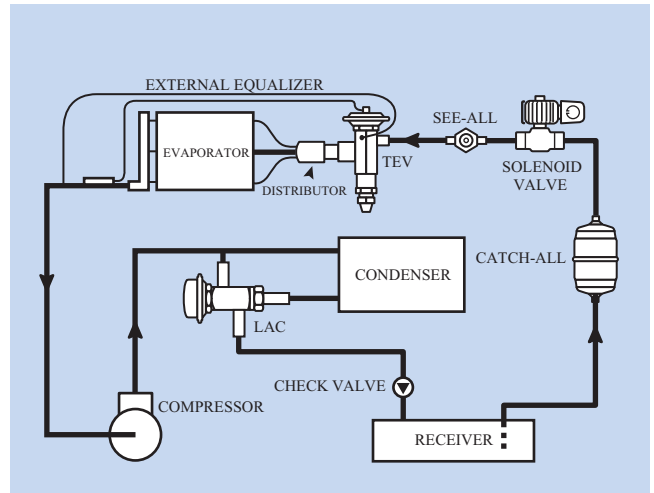 EXTERNAL EQUALIZER
SEE-ALL
EVAPORATOR
TEV
SOLENOID
VALVE
DISTRIBUTOR
CONDENSER
CATCH-ALL
LAC
CHECK VALVE
COMPRESSOR
RECEIVER